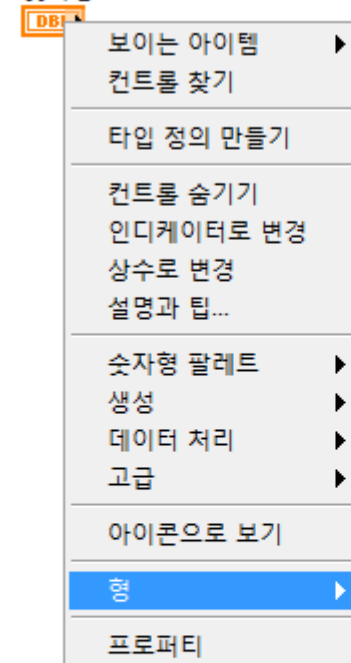 DBL
보이는 아이템
컨트롤 찾기
타입 정의 만들기
컨트롤 숨기기
인디케이터로 변경
상수로 변경
설명과 팁...
숫자형 팔레트
생성
데이터 처리
고급
아이콘으로 보기
형
프로퍼티